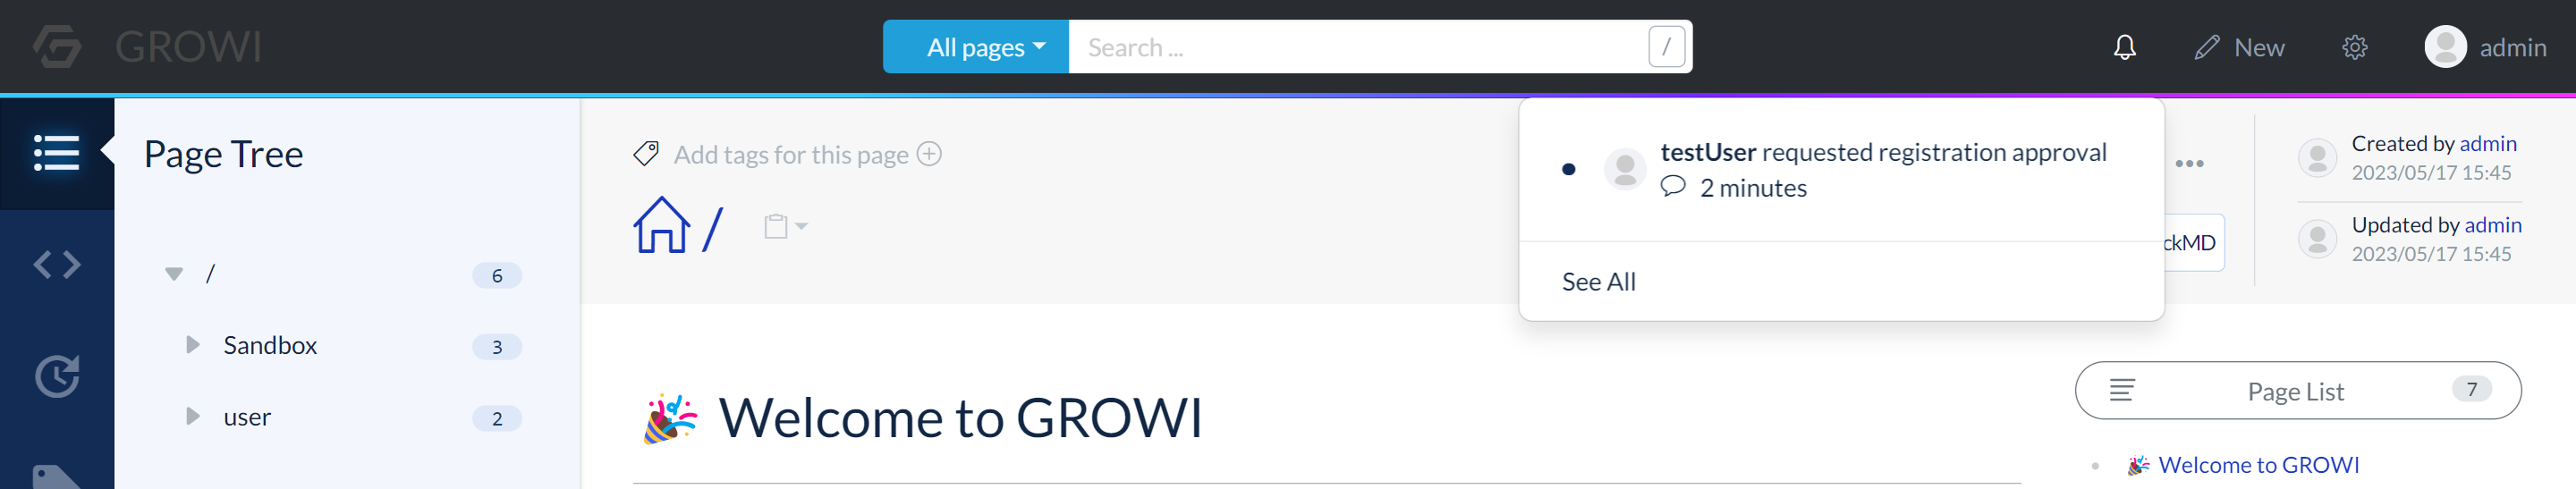 GROWI
All pages
Search ...
/
New
admin
Page Tree
/
6
Sandbox
3
user
2
Add tags for this page
/
testUser requested registration approval
2 minutes
See All
ckMD
Created by admin
2023/05/17 15:45
Updated by admin
2023/05/17 15:45
Welcome to GROWI
Page List
7
Welcome to GROWI